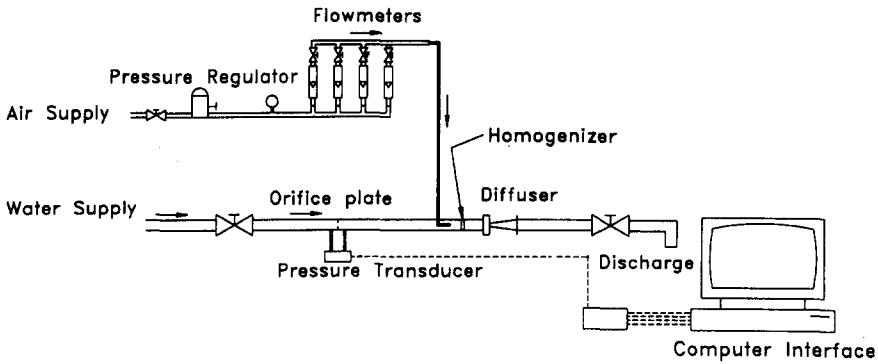 Flowmeters
Pressure Regulator
Air Supply
Homogenizer
Water Supply
Orifice plate
Diffuser
Pressure Transducer
Discharge
Computer Interface